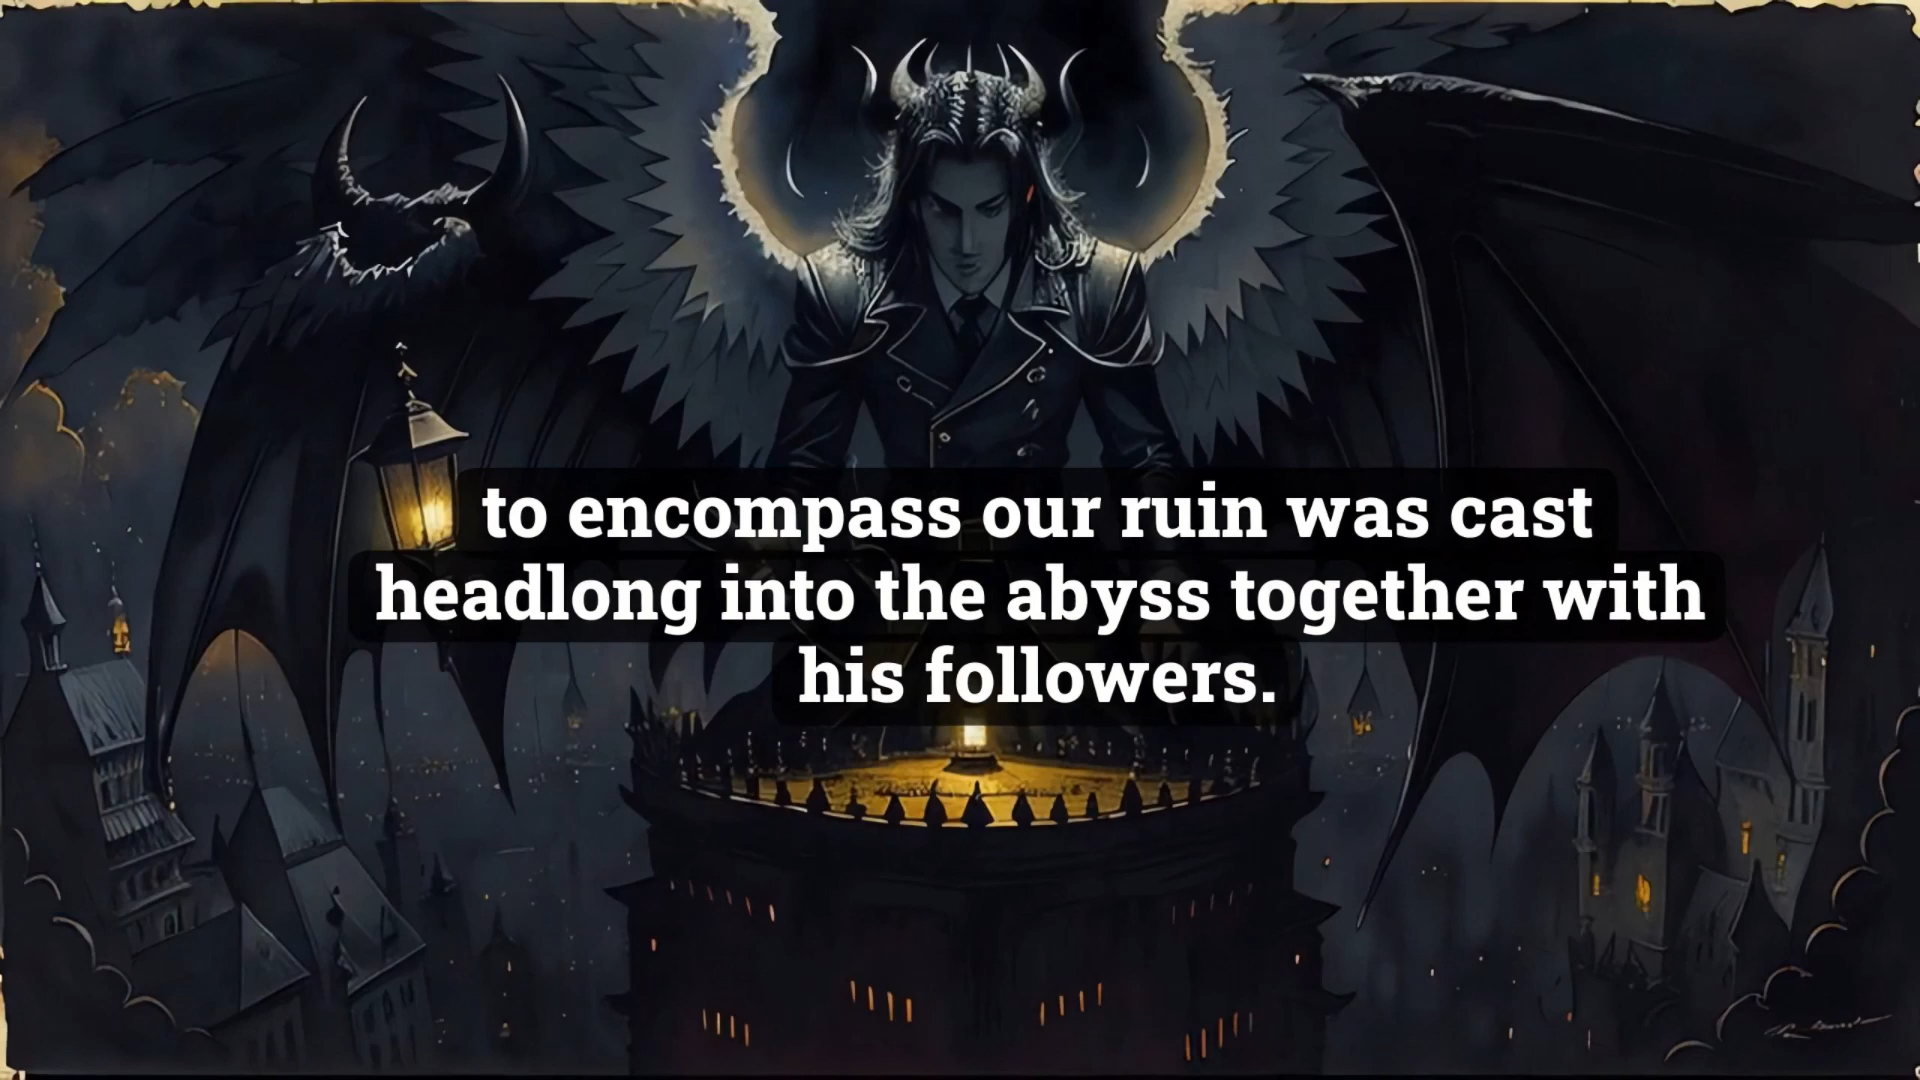 to encompass our ruin was cast
headlong into the abyss together with
his followers.